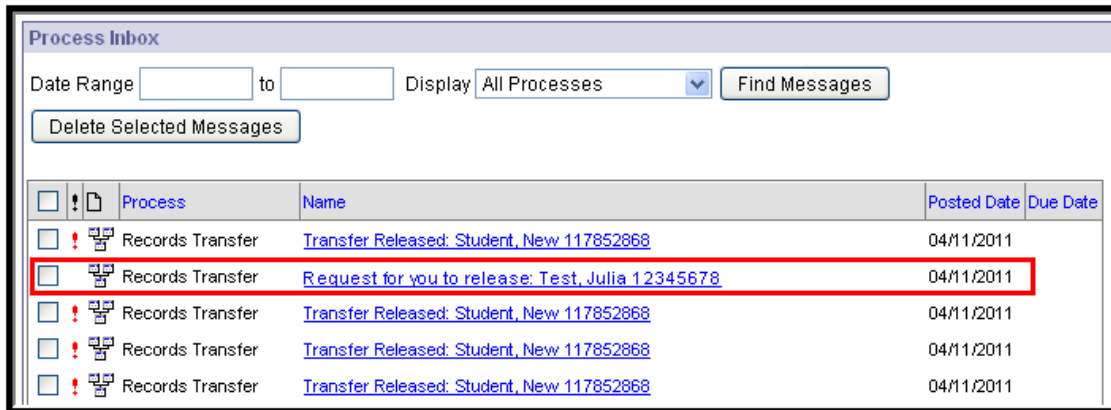 Process Inbox
Date Range to Display All Processes Find Messages
Delete Selected Messages
Process Name Posted Date Due Date
! Records Transfer Transfer Released: Student, New 117852868 04/11/2011
Records Transfer Request for you to release: Test, Julia 12345678 04/11/2011
! Records Transfer Transfer Released: Student, New 117852868 04/11/2011
! Records Transfer Transfer Released: Student, New 117852868 04/11/2011
! Records Transfer Transfer Released: Student, New 117852868 04/11/2011